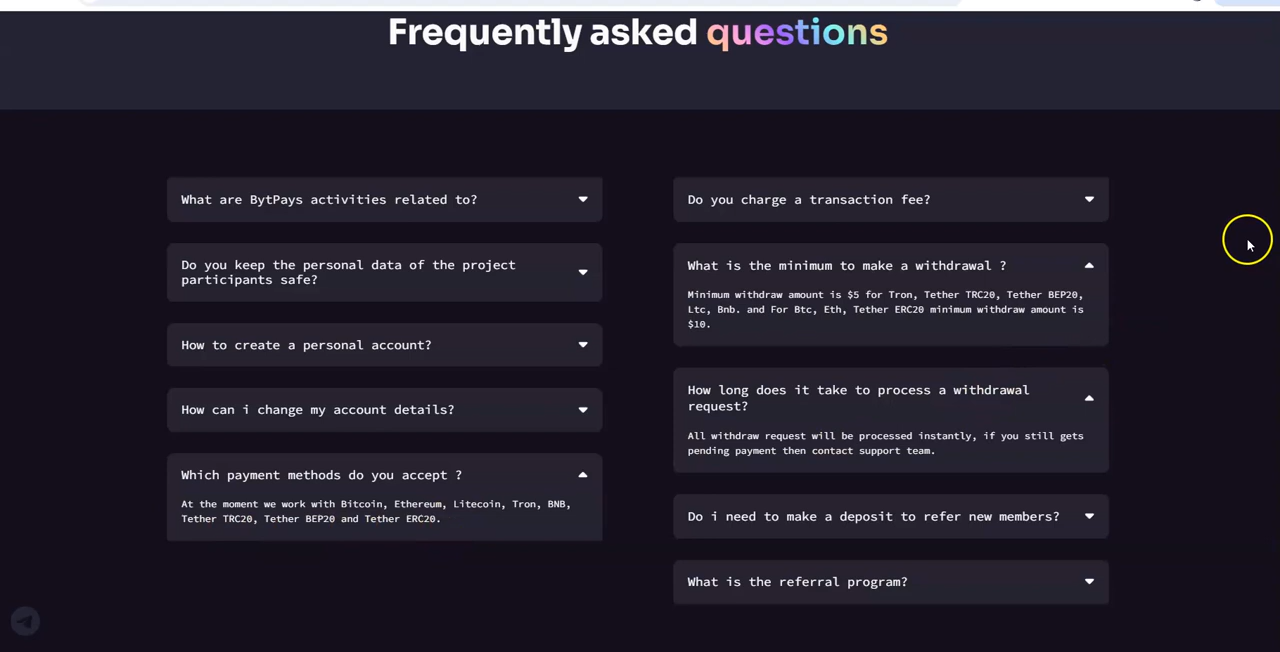 Frequently asked questions
What are BytPays activities related to?
Do you keep the personal data of the project
participants safe?
How to create a personal account?
How can i change my account details?
Which payment methods do you accept ?
At the moment we work with Bitcoin, Ethereum, Litecoin, Tron, BNB,
Tether TRC20, Tether BEP20 and Tether ERC20.
Do you charge a transaction fee?
What is the minimum to make a withdrawal ?
Minimum withdraw amount is $5 for Tron, Tether TRC20, Tether BEP20,
Ltc, Bnb. and For Btc, Eth, Tether ERC20 minimum withdraw amount is
$10.
How long does it take to process a withdrawal
request?
All withdraw request will be processed instantly, if you still gets
pending payment then contact support team.
Do i need to make a deposit to refer new members?
What is the referral program?